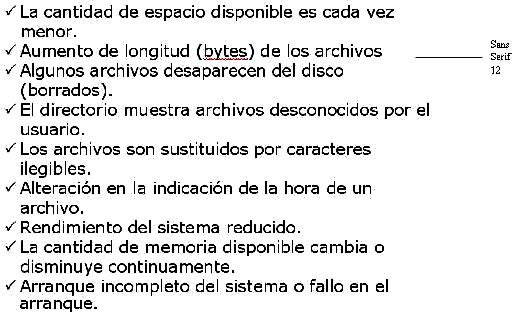 ✓ La cantidad de espacio disponible es cada vez
menor.
✓ Aumento de longitud (bytes) de los archivos
✓ Algunos archivos desaparecen del disco
(borrados).
✓ El directorio muestra archivos desconocidos por el
usuario.
✓ Los archivos son sustituidos por caracteres
ilegibles.
✓ Alteración en la indicación de la hora de un
archivo.
✓ Rendimiento del sistema reducido.
✓ La cantidad de memoria disponible cambia o
disminuye continuamente.
✓ Arranque incompleto del sistema o fallo en el
arranque.
Sans
Serif
12